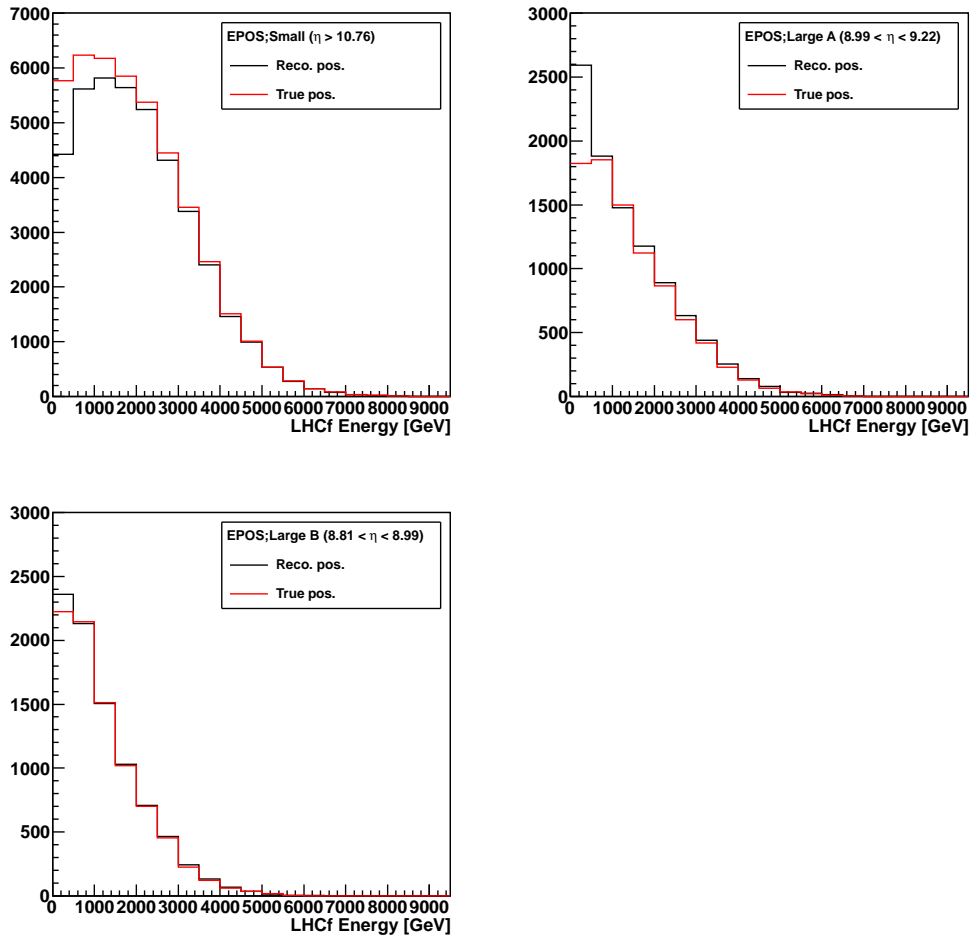 7000
6000
5000
4000
3000
2000
1000
0
EPOS;Small (η > 10.76)
Reco. pos.
True pos.
0 1000 2000 3000 4000 5000 6000 7000 8000 9000
LHCf Energy [GeV]
3000
2500
2000
1500
1000
500
0
EPOS;Large A (8.99 < η < 9.22)
Reco. pos.
True pos.
0 1000 2000 3000 4000 5000 6000 7000 8000 9000
LHCf Energy [GeV]
3000
2500
2000
1500
1000
500
0
EPOS;Large B (8.81 < η < 8.99)
Reco. pos.
True pos.
0 1000 2000 3000 4000 5000 6000 7000 8000 9000
LHCf Energy [GeV]